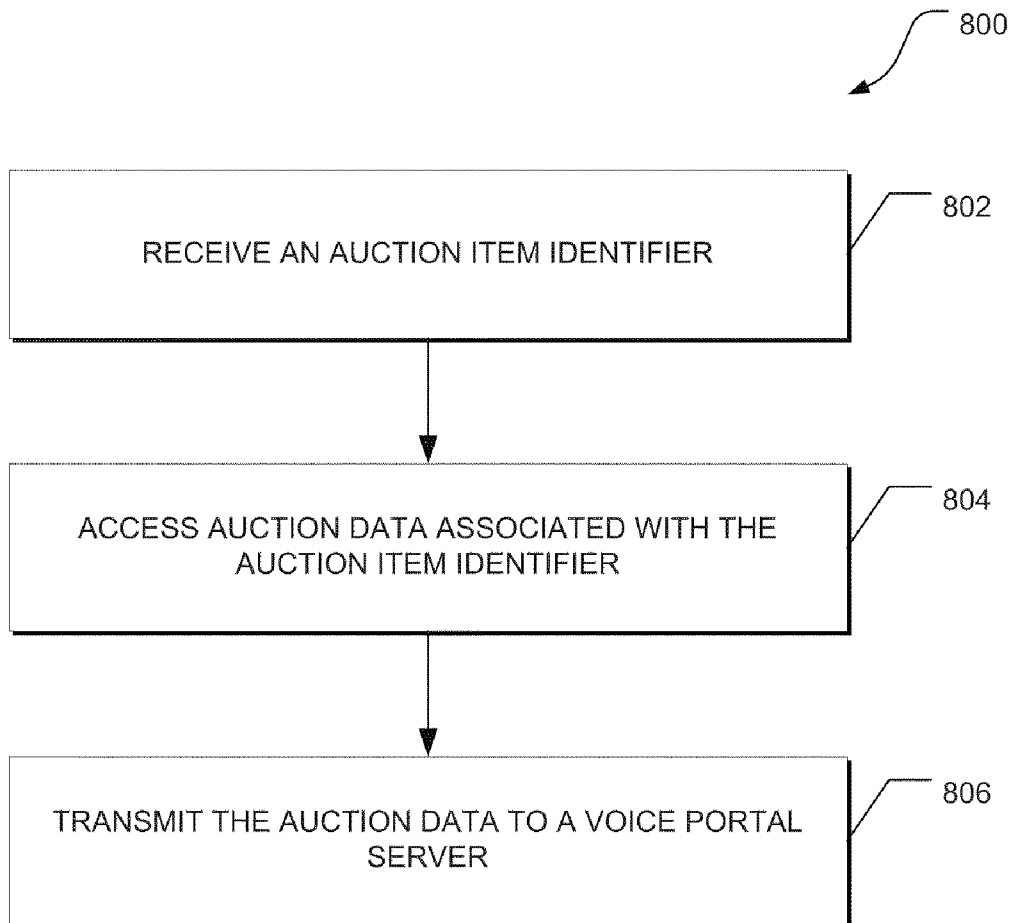 800
802
RECEIVE AN AUCTION ITEM IDENTIFIER
804
ACCESS AUCTION DATA ASSOCIATED WITH THE
AUCTION ITEM IDENTIFIER
806
TRANSMIT THE AUCTION DATA TO A VOICE PORTAL
SERVER